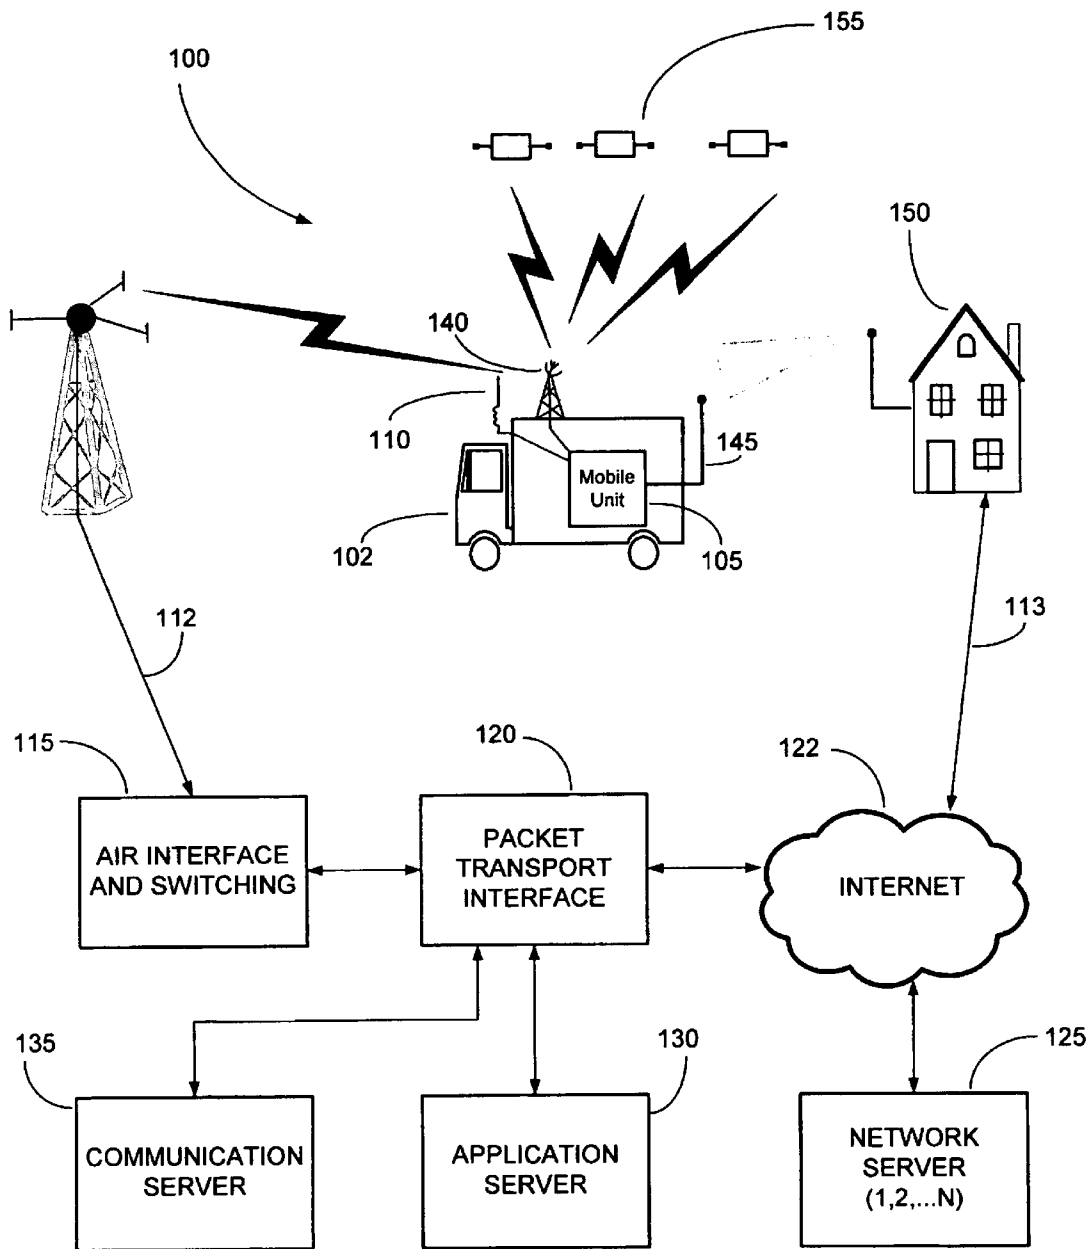 155
100
150
140
110
145
Mobile
Unit
102
105
112
113
115
120
122
AIR INTERFACE
AND SWITCHING
PACKET
TRANSPORT
INTERFACE
INTERNET
135
130
125
COMMUNICATION
SERVER
APPLICATION
SERVER
NETWORK
SERVER
(1,2,...N)